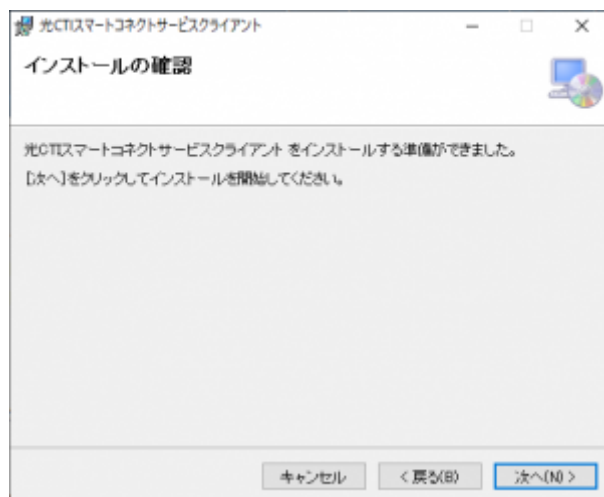 光CTIスマートコネクトサービスクライアント
インストールの確認
光CTIスマートコネクトサービスクライアント をインストールする準備ができました。
[次へ]をクリックしてインストールを開始してください。
キャンセル
< 戻る(B)
次へ(N) >